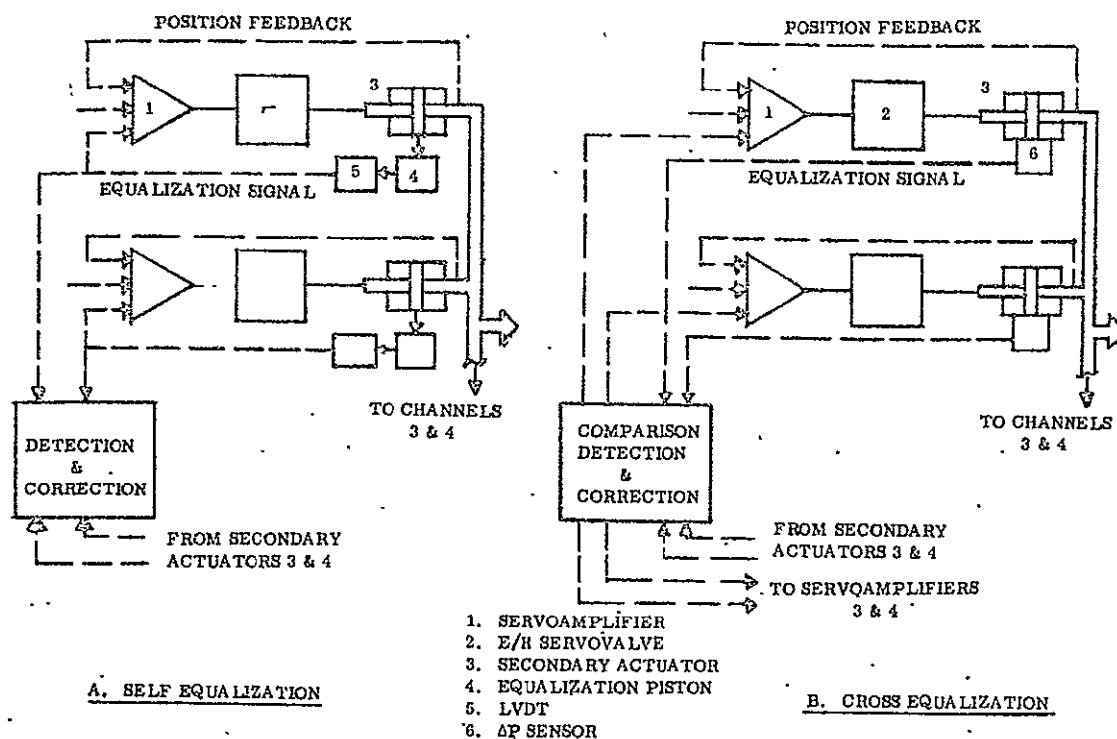 POSITION FEEDBACK
1
3
5
4
EQUALIZATION SIGNAL
TO CHANNELS
3 & 4
DETECTION
&
CORRECTION
FROM SECONDARY
ACTUATORS 3 & 4
A. SELF EQUALIZATION
POSITION FEEDBACK
1
2
3
6
EQUALIZATION SIGNAL
TO CHANNELS
3 & 4
COMPARISON
DETECTION
&
CORRECTION
FROM SECONDARY
ACTUATORS 3 & 4
TO SERVOAMPLIFIERS
3 & 4
1. SERVOAMPLIFIER
2. E/H SERVOVALVE
3. SECONDARY ACTUATOR
4. EQUALIZATION PISTON
5. LVDT
6. ΔP SENSOR
B. CROSS EQUALIZATION